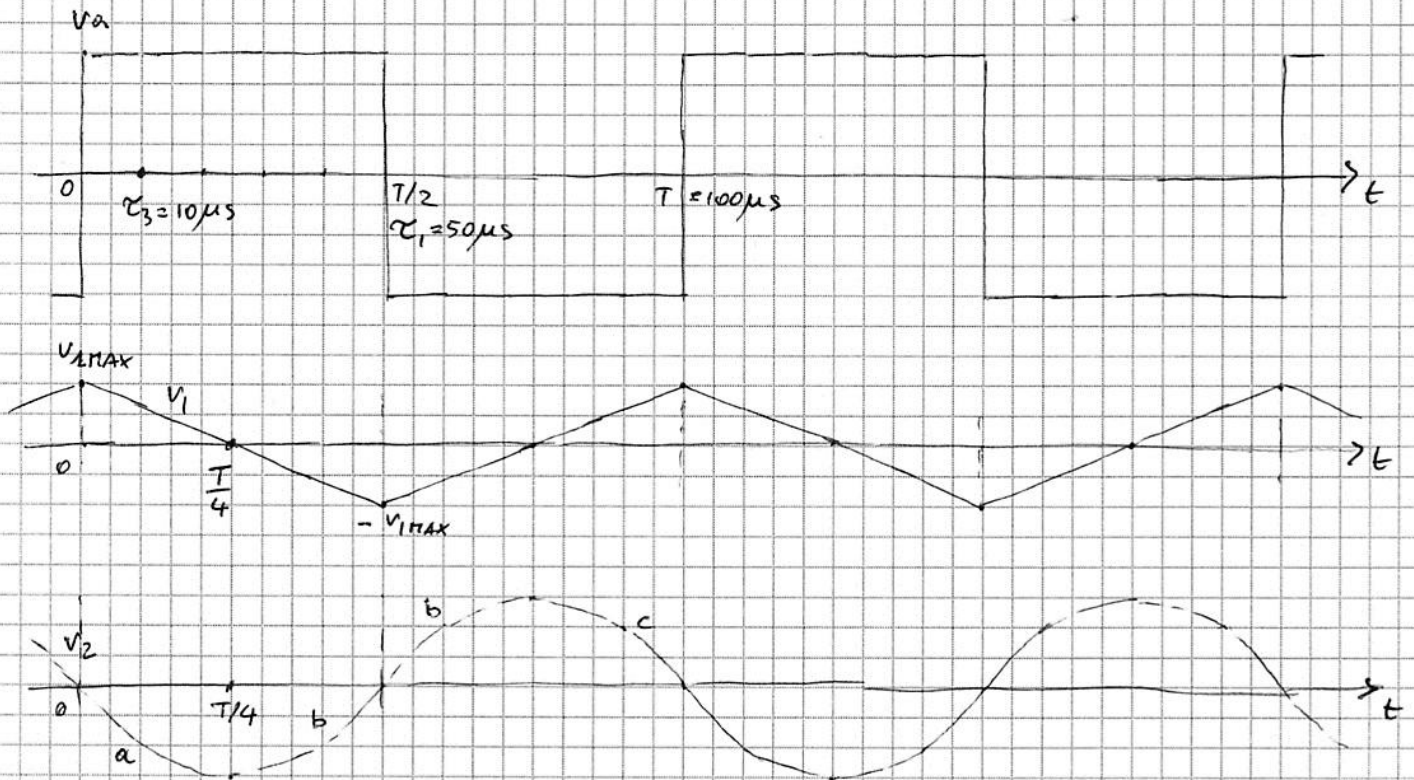 Va
0
τ₃=10μs
T/2
τ₁=50μs
T=100μs
t
V1MAX
V1
0
T/4
-V1MAX
t
b
c
V2
0
T/4
b
a
t